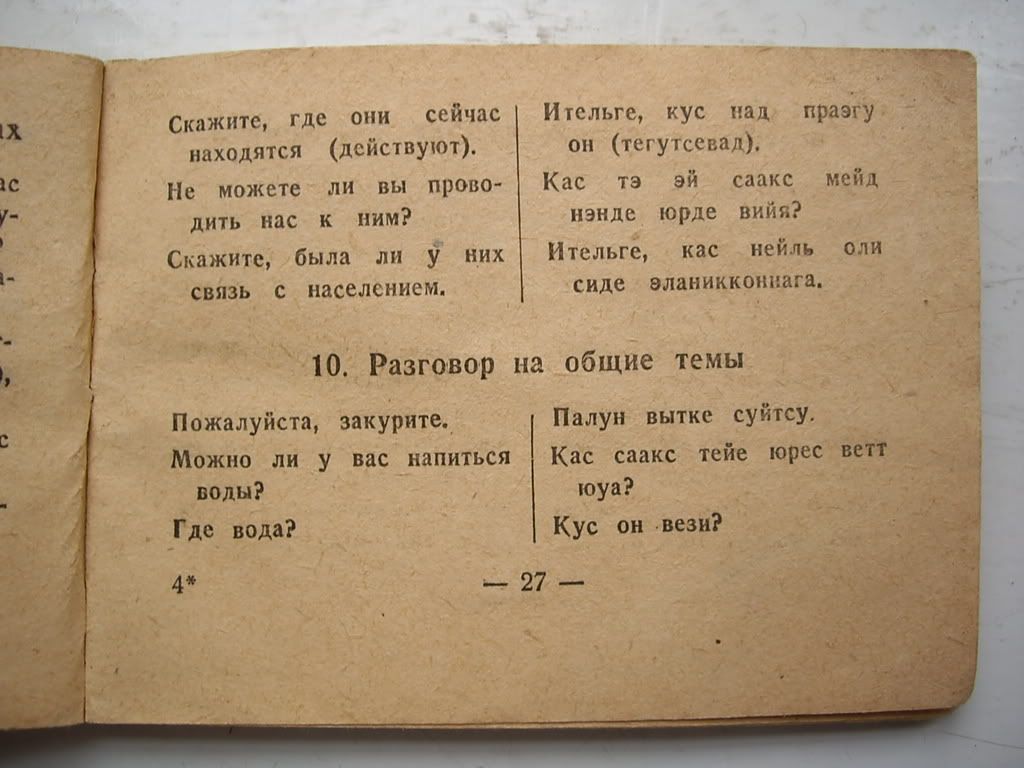 Скажите, где они сейчас
находятся (действуют).
Не можете ли вы прово-
дить нас к ним?
Скажите, была ли у них
связь с населением.
Ительге, кус над праэгу
он (тегутсевад).
Кас тэ эй саакс мейд
нэнде юрде вийя?
Ительге, кас нейль оли
сиде эланикконнага.
10. Разговор на общие темы
Пожалуйста, закурите.
Можно ли у вас напиться
воды?
Где вода?
Палун вытке суйтсу.
Кас саакс тейе юрес ветт
юуа?
Кус он вези?
4*
— 27 —